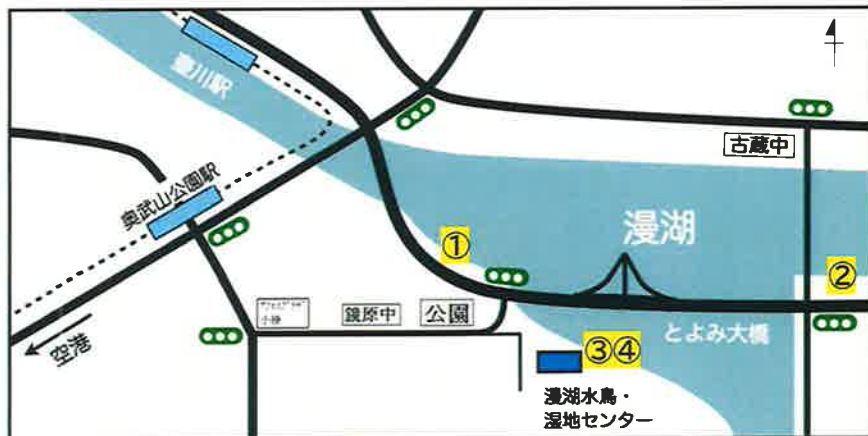 壺川駅
古蔵中
奥武山公園駅
漫湖
①
②
小
鏡原中
公園
とよみ大橋
空港
③④
漫湖水鳥・
湿地センター